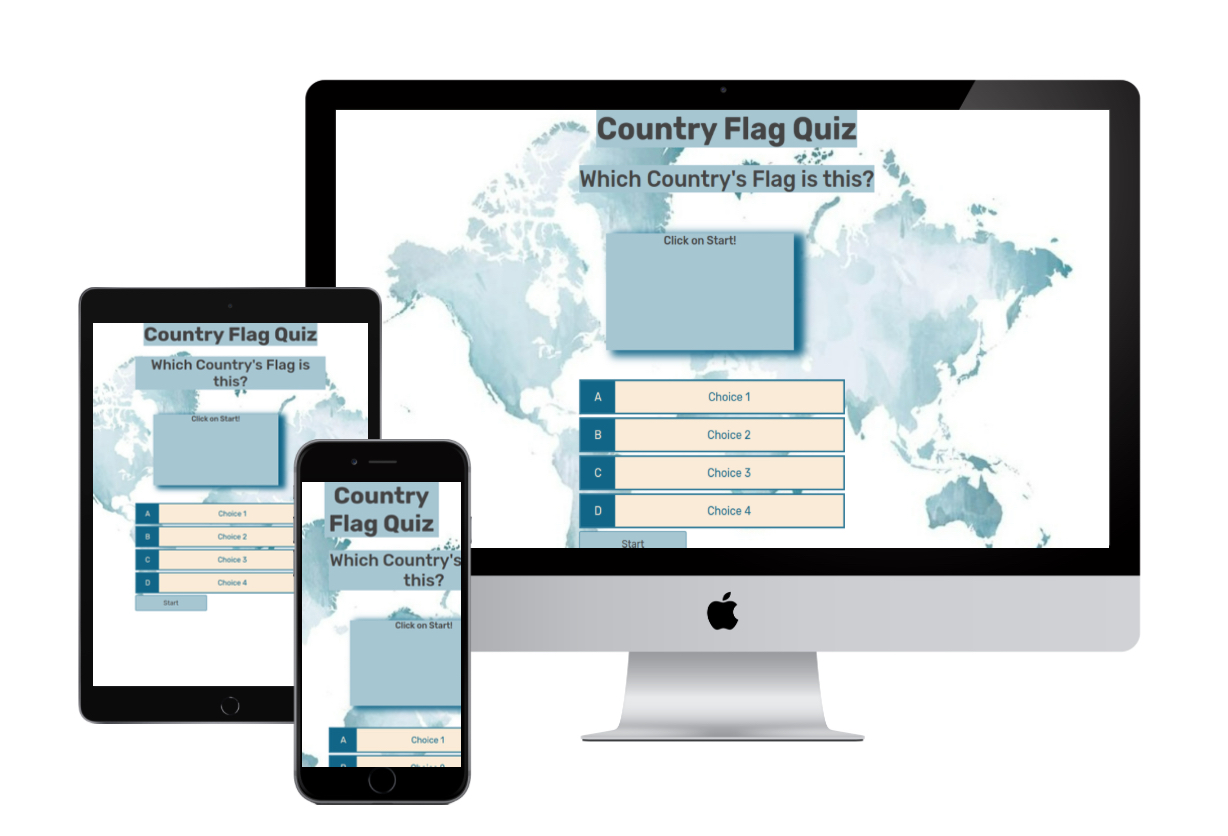 Country Flag Quiz
Which Country's Flag is this?
Click on Start!
A Choice 1
B Choice 2
C Choice 3
D Choice 4
Start
Country Flag Quiz
Which Country's Flag is
this?
Click on Start!
A Choice 1
B Choice 2
C Choice 3
D Choice 4
Start
Country
Flag Quiz
Which Country's
this?
Click on Start!
A Choice 1